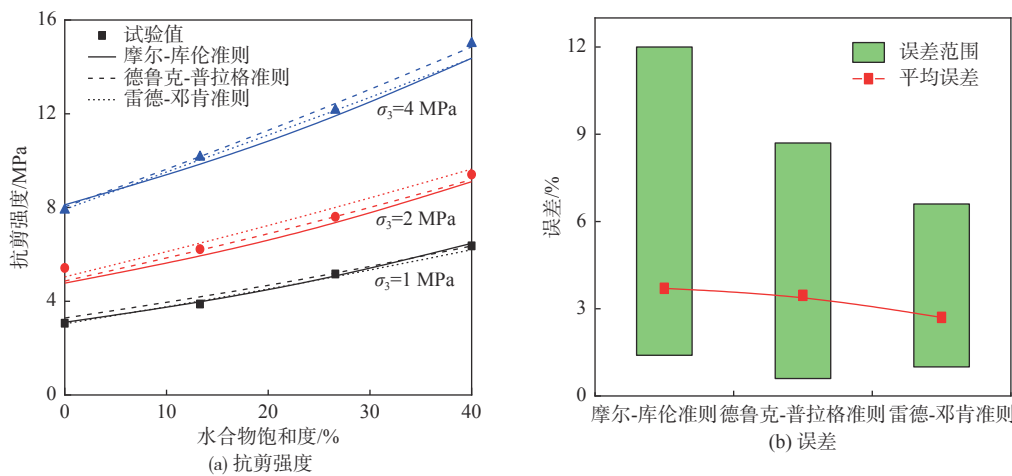 16
12
8
4
0
抗剪强度/MPa
试验值
摩尔-库伦准则
德鲁克-普拉格准则
雷德-邓肯准则
σ3=4 MPa
σ3=2 MPa
σ3=1 MPa
0 10 20 30 40
水合物饱和度/%
(a) 抗剪强度
12
9
6
3
0
误差/%
误差范围
平均误差
摩尔-库伦准则 德鲁克-普拉格准则 雷德-邓肯准则
(b) 误差